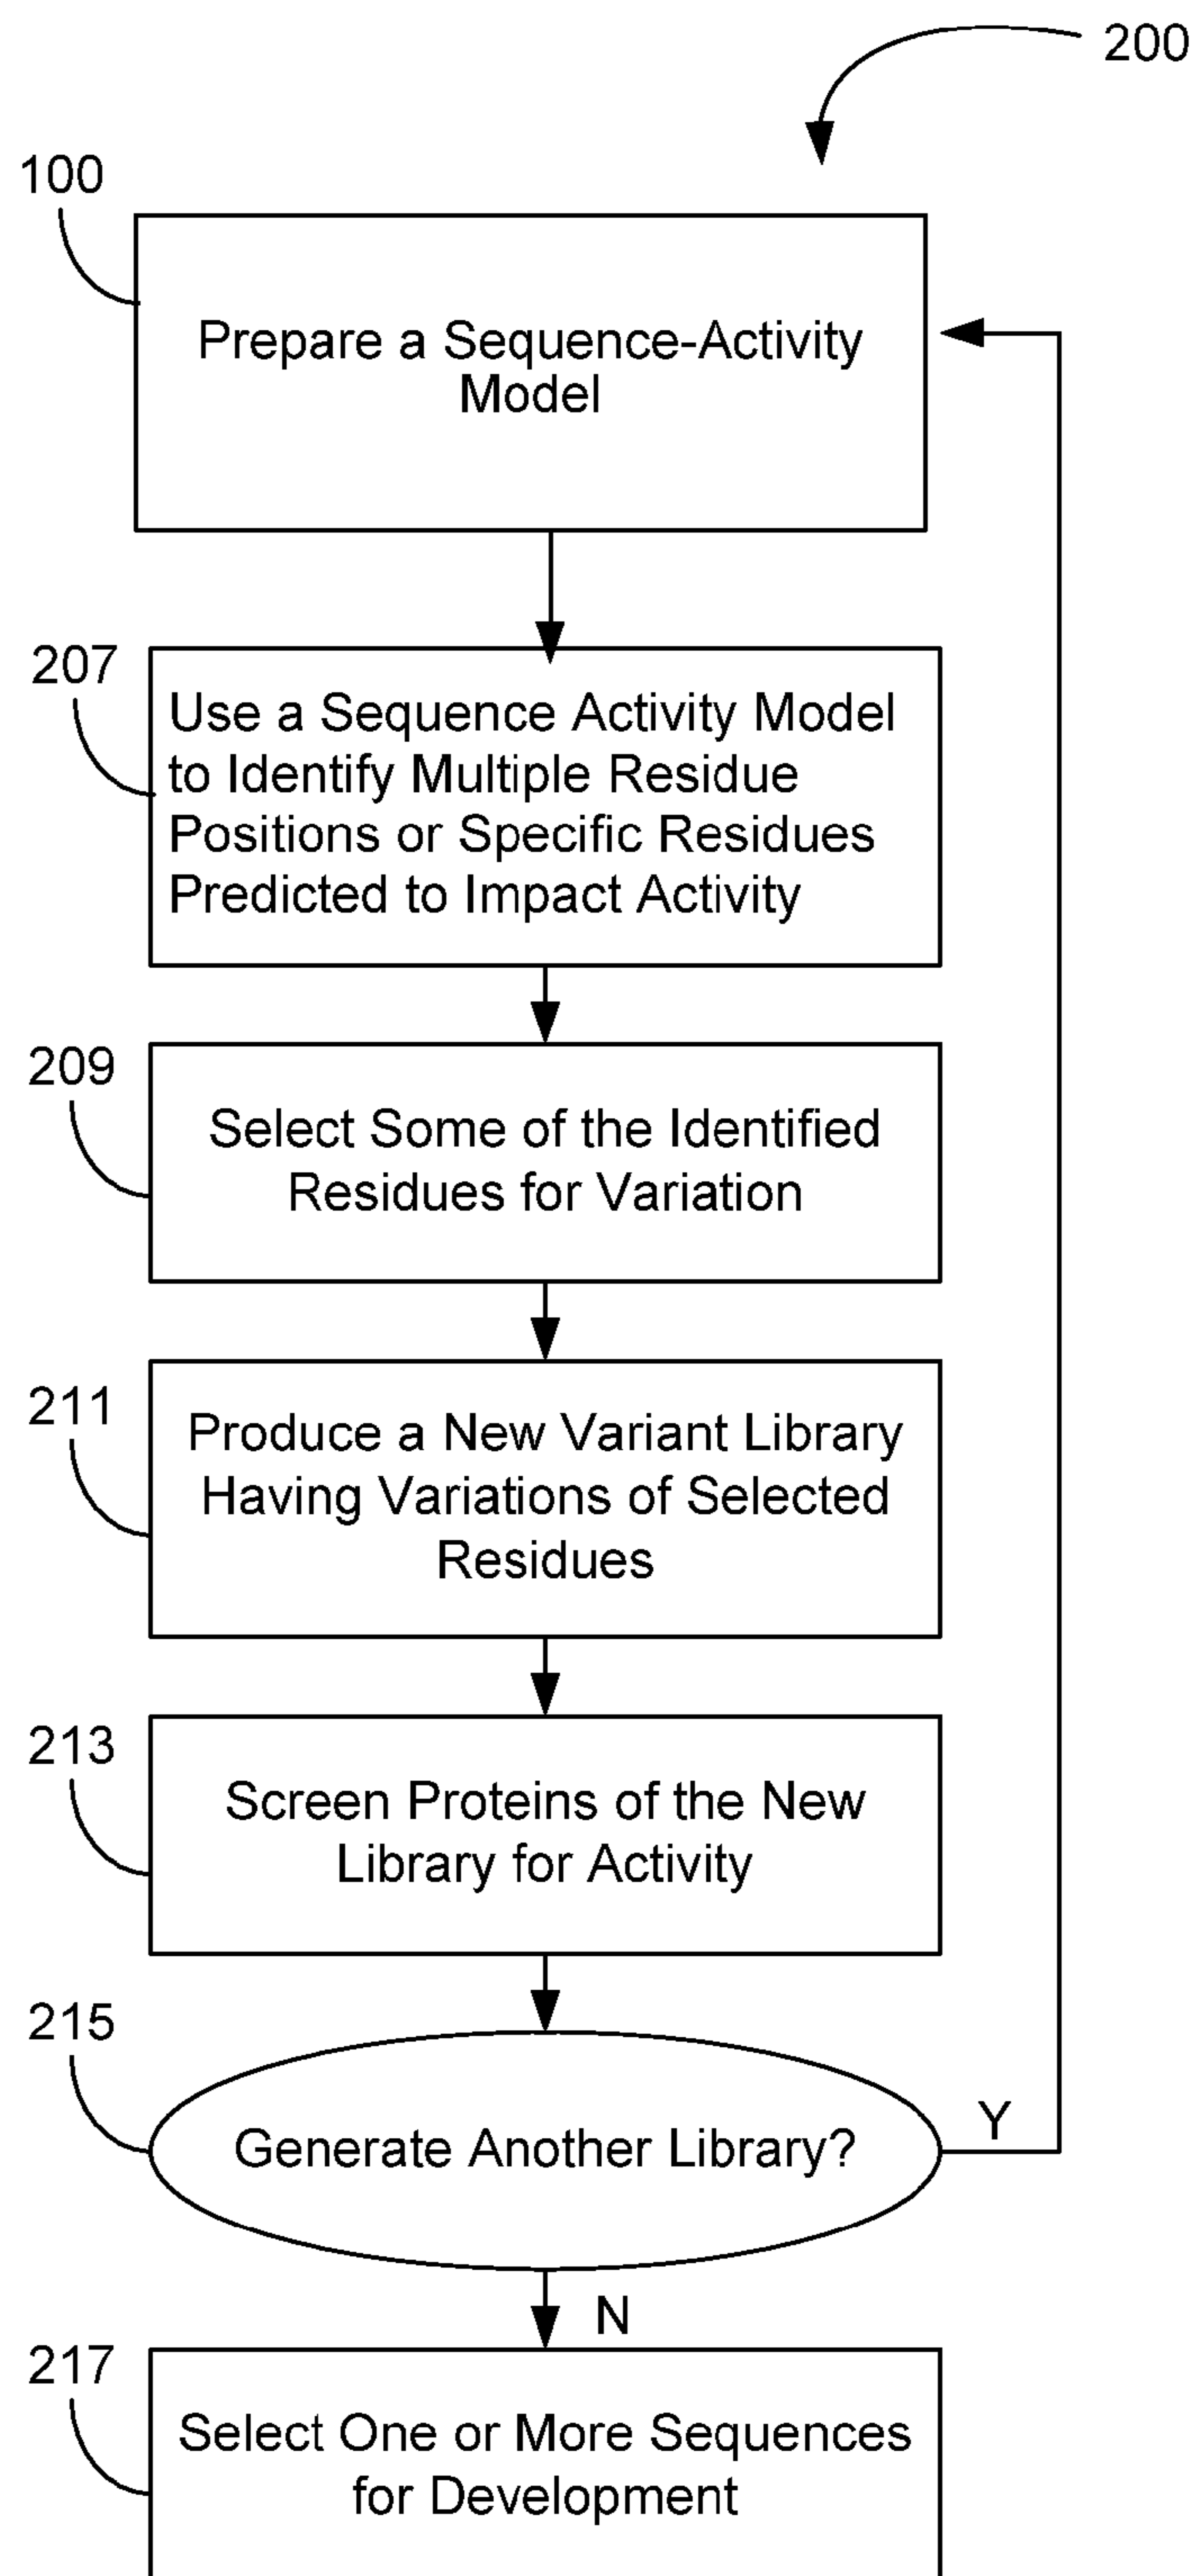 200
100
Prepare a Sequence-Activity
Model
207
Use a Sequence Activity Model
to Identify Multiple Residue
Positions or Specific Residues
Predicted to Impact Activity
209
Select Some of the Identified
Residues for Variation
211
Produce a New Variant Library
Having Variations of Selected
Residues
213
Screen Proteins of the New
Library for Activity
215
Generate Another Library?
Y
N
217
Select One or More Sequences
for Development